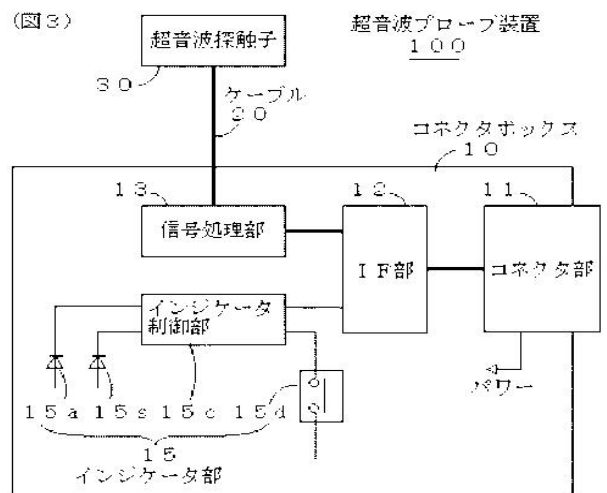 (図3)
超音波探触子
超音波プローブ装置
100
30
ケーブル
20
コネクタボックス
10
13
12
11
信号処理部
IF部
コネクタ部
インジケータ
制御部
パワー
15a 15s 15c 15d
15
インジケータ部